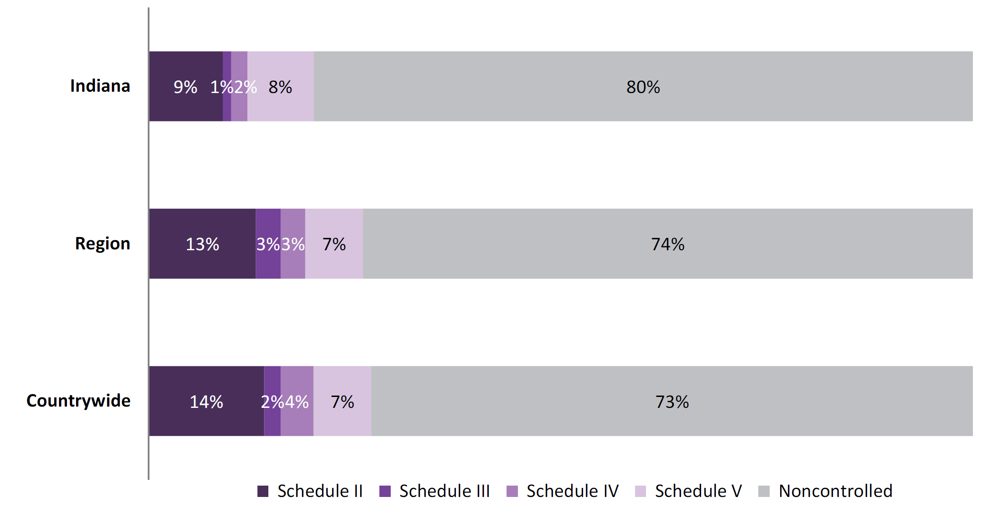 Indiana 9% 1% 2% 8% 80%
Region 13% 3% 3% 7% 74%
Countrywide 14% 2% 4% 7% 73%
Schedule II Schedule III Schedule IV Schedule V Noncontrolled